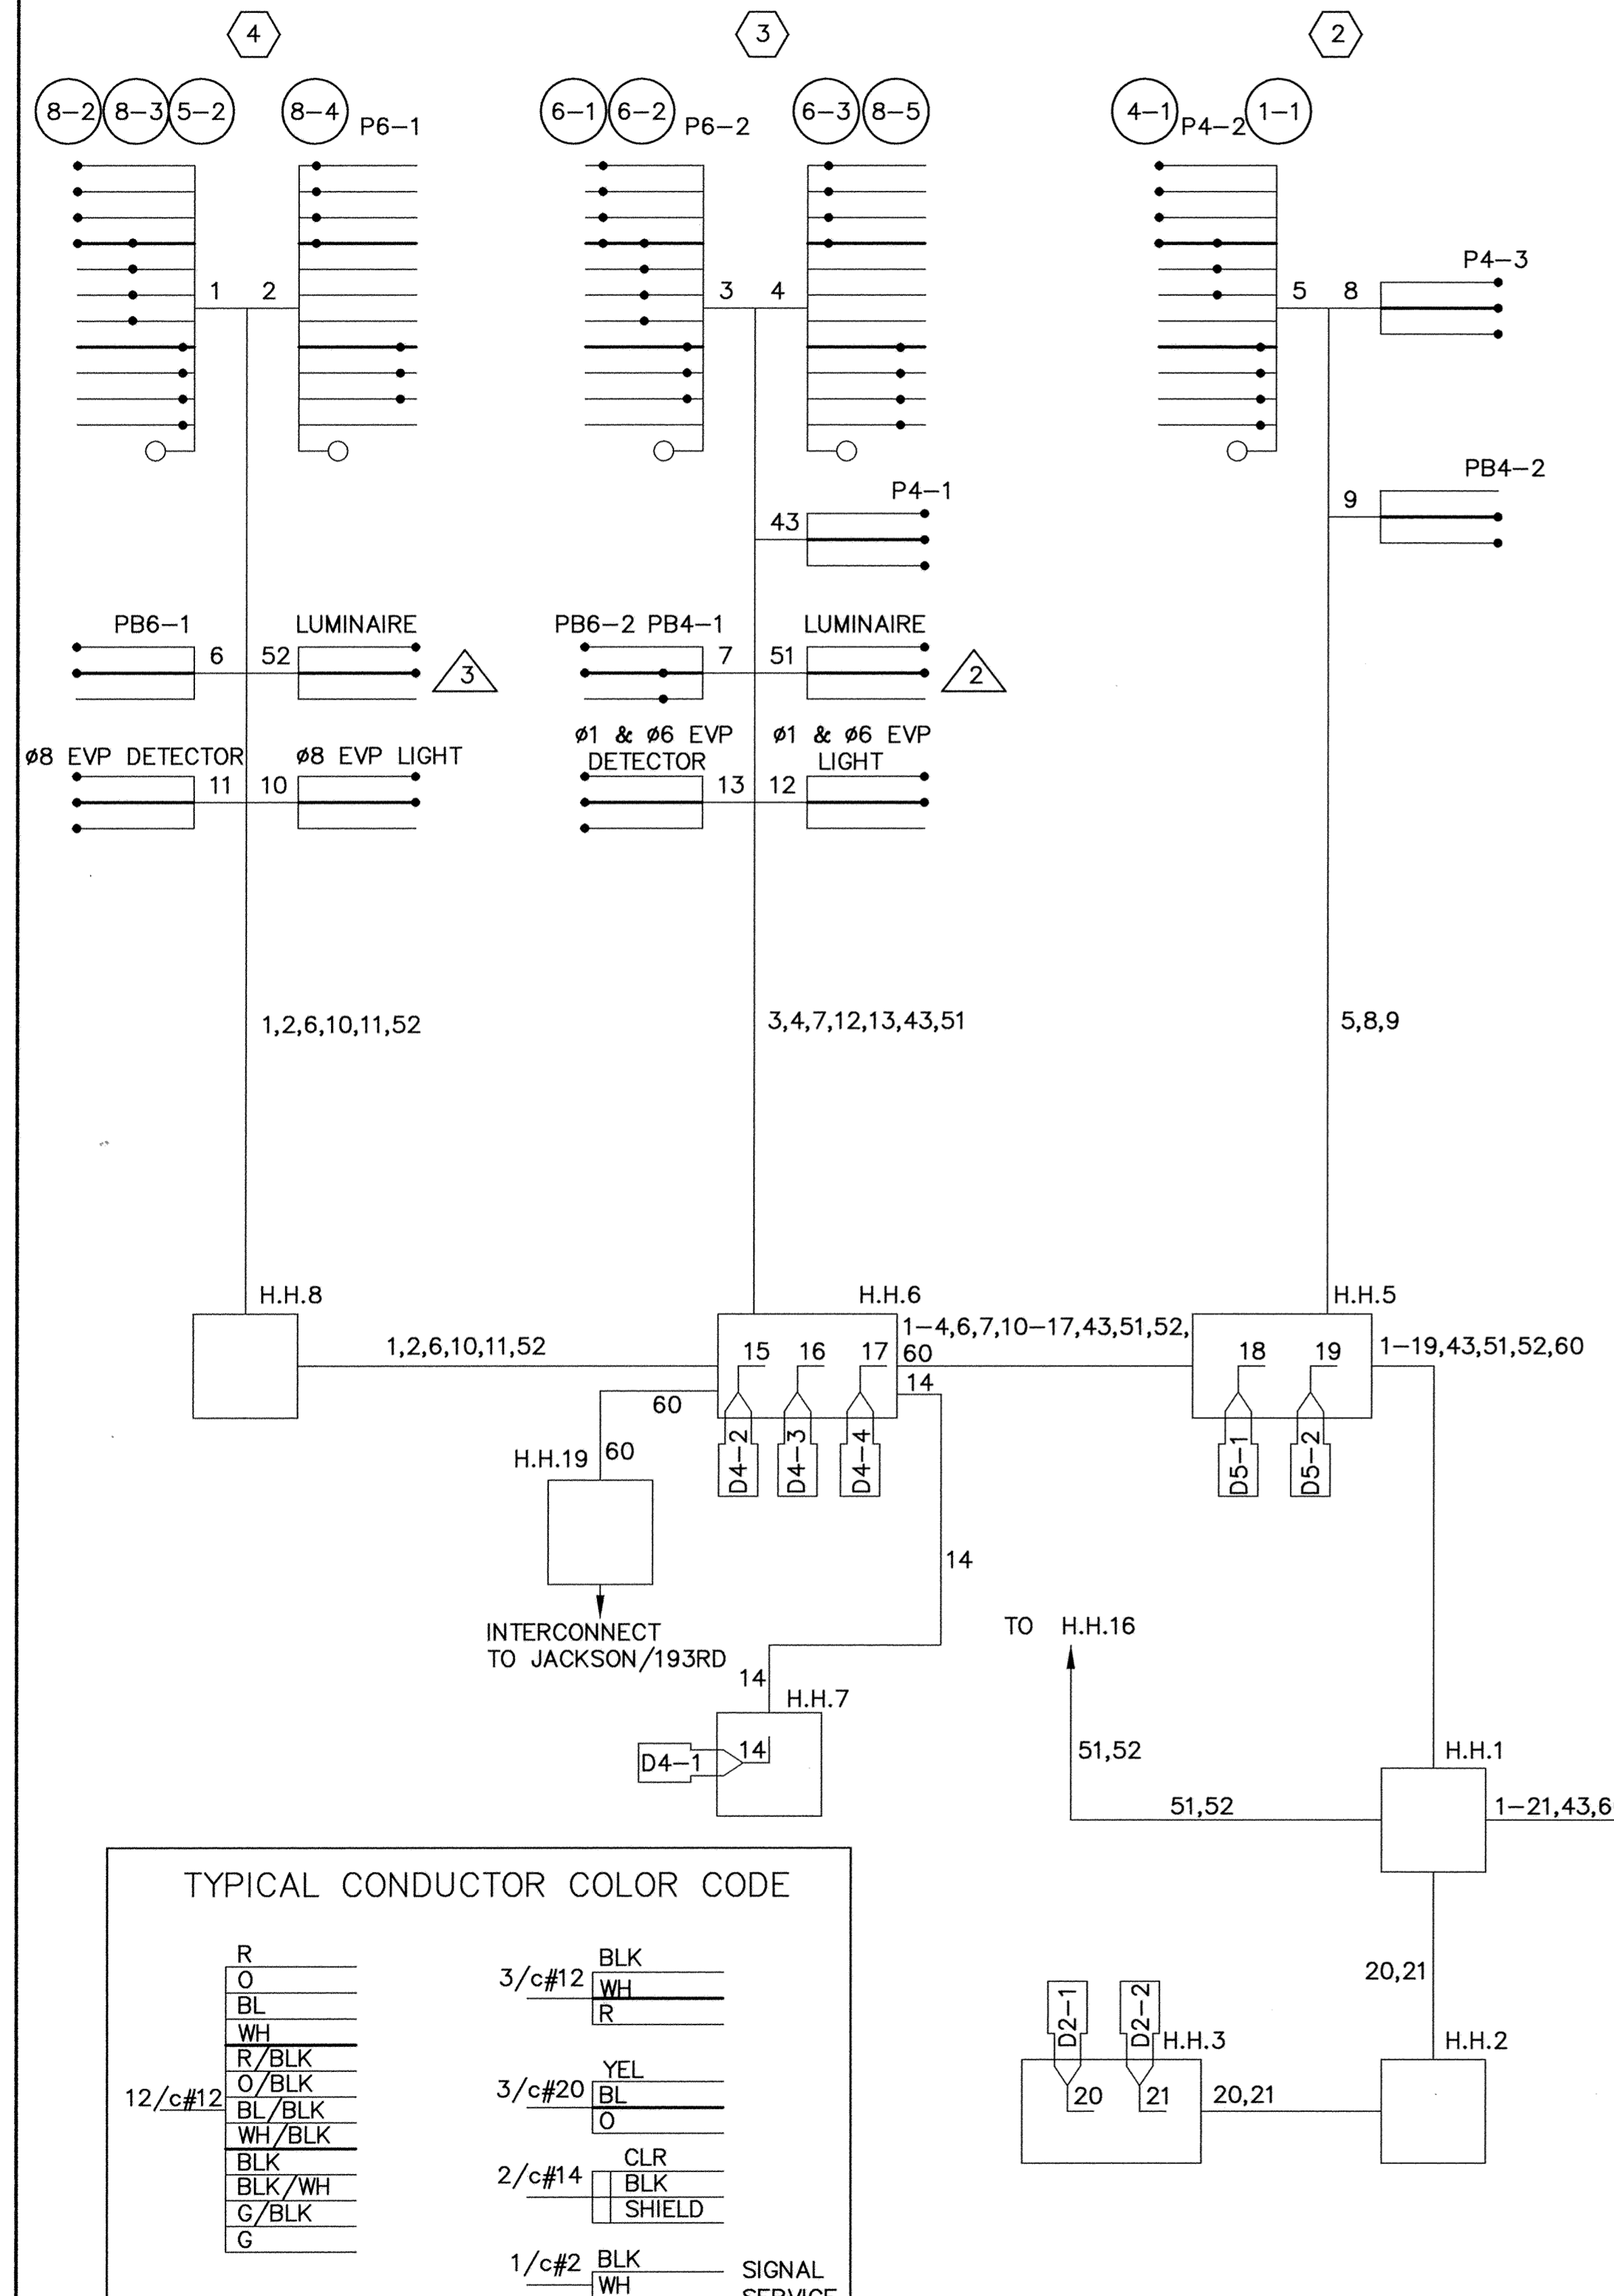 4
3
2
8-2 8-3 5-2 8-4 P6-1
6-1 6-2 P6-2 6-3 8-5
4-1 P4-2 1-1
1 2
3 4
5 8
P4-3
P4-1
43
PB4-2
9
PB6-1 LUMINAIRE
6 52
3
PB6-2 PB4-1 LUMINAIRE
7 51
2
ø8 EVP DETECTOR ø8 EVP LIGHT
11 10
ø1 & ø6 EVP
DETECTOR
ø1 & ø6 EVP
LIGHT
13 12
1,2,6,10,11,52
3,4,7,12,13,43,51
5,8,9
H.H.8
H.H.6
H.H.5
1,2,6,10,11,52
15 16 17
1-4,6,7,10-17,43,51,52,
60
14
18 19
1-19,43,51,52,60
60
D4-2
D4-3
D4-4
D5-1
D5-2
H.H.19
60
14
INTERCONNECT
TO JACKSON/193RD
TO H.H.16
14
H.H.7
D4-1
14
51,52
H.H.1
51,52
1-21,43,6
TYPICAL CONDUCTOR COLOR CODE
12/c#12
R
O
BL
WH
R/BLK
O/BLK
BL/BLK
WH/BLK
BLK
BLK/WH
G/BLK
G
3/c#12
BLK
WH
R
3/c#20
YEL
BL
O
2/c#14
CLR
BLK
SHIELD
1/c#2
BLK
WH
SIGNAL
SERVICE
20,21
D2-1
D2-2
H.H.3
H.H.2
20 21
20,21